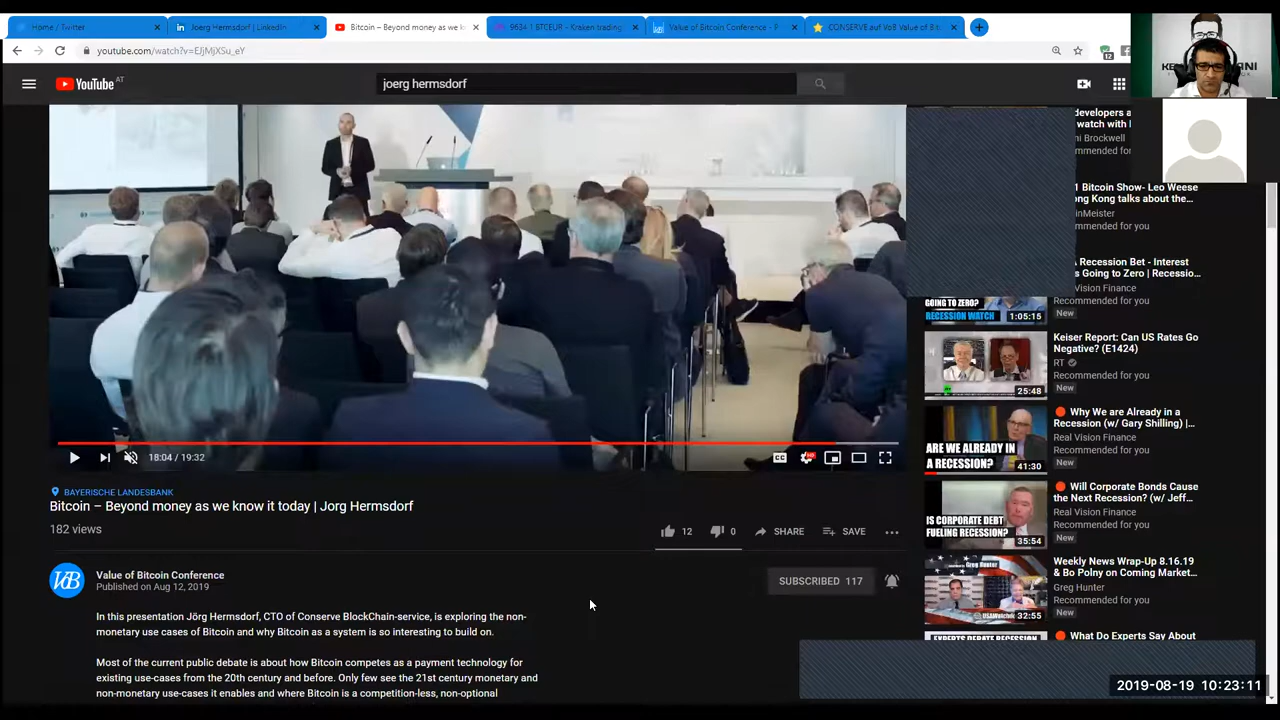 Home / Twitter
Joerg Hermsdorf | LinkedIn
Bitcoin – Beyond money as we k
9634.1 BTCEUR - Kraken trading
Value of Bitcoin Conference - P
CONSERVE auf VoB Value of Bit
youtube.com/watch?v=EJjMjXSu_eY
12
YouTube AT
joerg hermsdorf
developers a
watch with
ni Brockwell
Recommended for
1 Bitcoin Show- Leo Weese
ong Kong talks about the...
inMeister
Recommended for you
A Recession Bet - Interest
s Going to Zero | Recessio...
Vision Finance
Recommended for you
New
GOING TO ZERO?
RECESSION WATCH
1:05:15
Keiser Report: Can US Rates Go
Negative? (E1424)
RT
Recommended for you
New
25:48
Why We are Already in a
Recession (w/ Gary Shilling) |...
Real Vision Finance
Recommended for you
New
ARE WE ALREADY IN
A RECESSION?
41:30
Will Corporate Bonds Cause
the Next Recession? (w/ Jeff...
Real Vision Finance
Recommended for you
New
IS CORPORATE DEBT
FUELING RECESSION?
35:54
Weekly News Wrap-Up 8.16.19
& Bo Polny on Coming Market...
Greg Hunter
Recommended for you
New
32:55
What Do Experts Say About
18:04 / 19:32
CC
HD
BAYERISCHE LANDESBANK
Bitcoin – Beyond money as we know it today | Jorg Hermsdorf
182 views
12
0
SHARE
SAVE
VoB
Value of Bitcoin Conference
Published on Aug 12, 2019
SUBSCRIBED 117
In this presentation Jörg Hermsdorf, CTO of Conserve BlockChain-service, is exploring the non-
monetary use cases of Bitcoin and why Bitcoin as a system is so interesting to build on.
Most of the current public debate is about how Bitcoin competes as a payment technology for
existing use-cases from the 20th century and before. Only few see the 21st century monetary and
non-monetary use-cases it enables and where Bitcoin is a competition-less, non-optional
2019-08-19 10:23:11